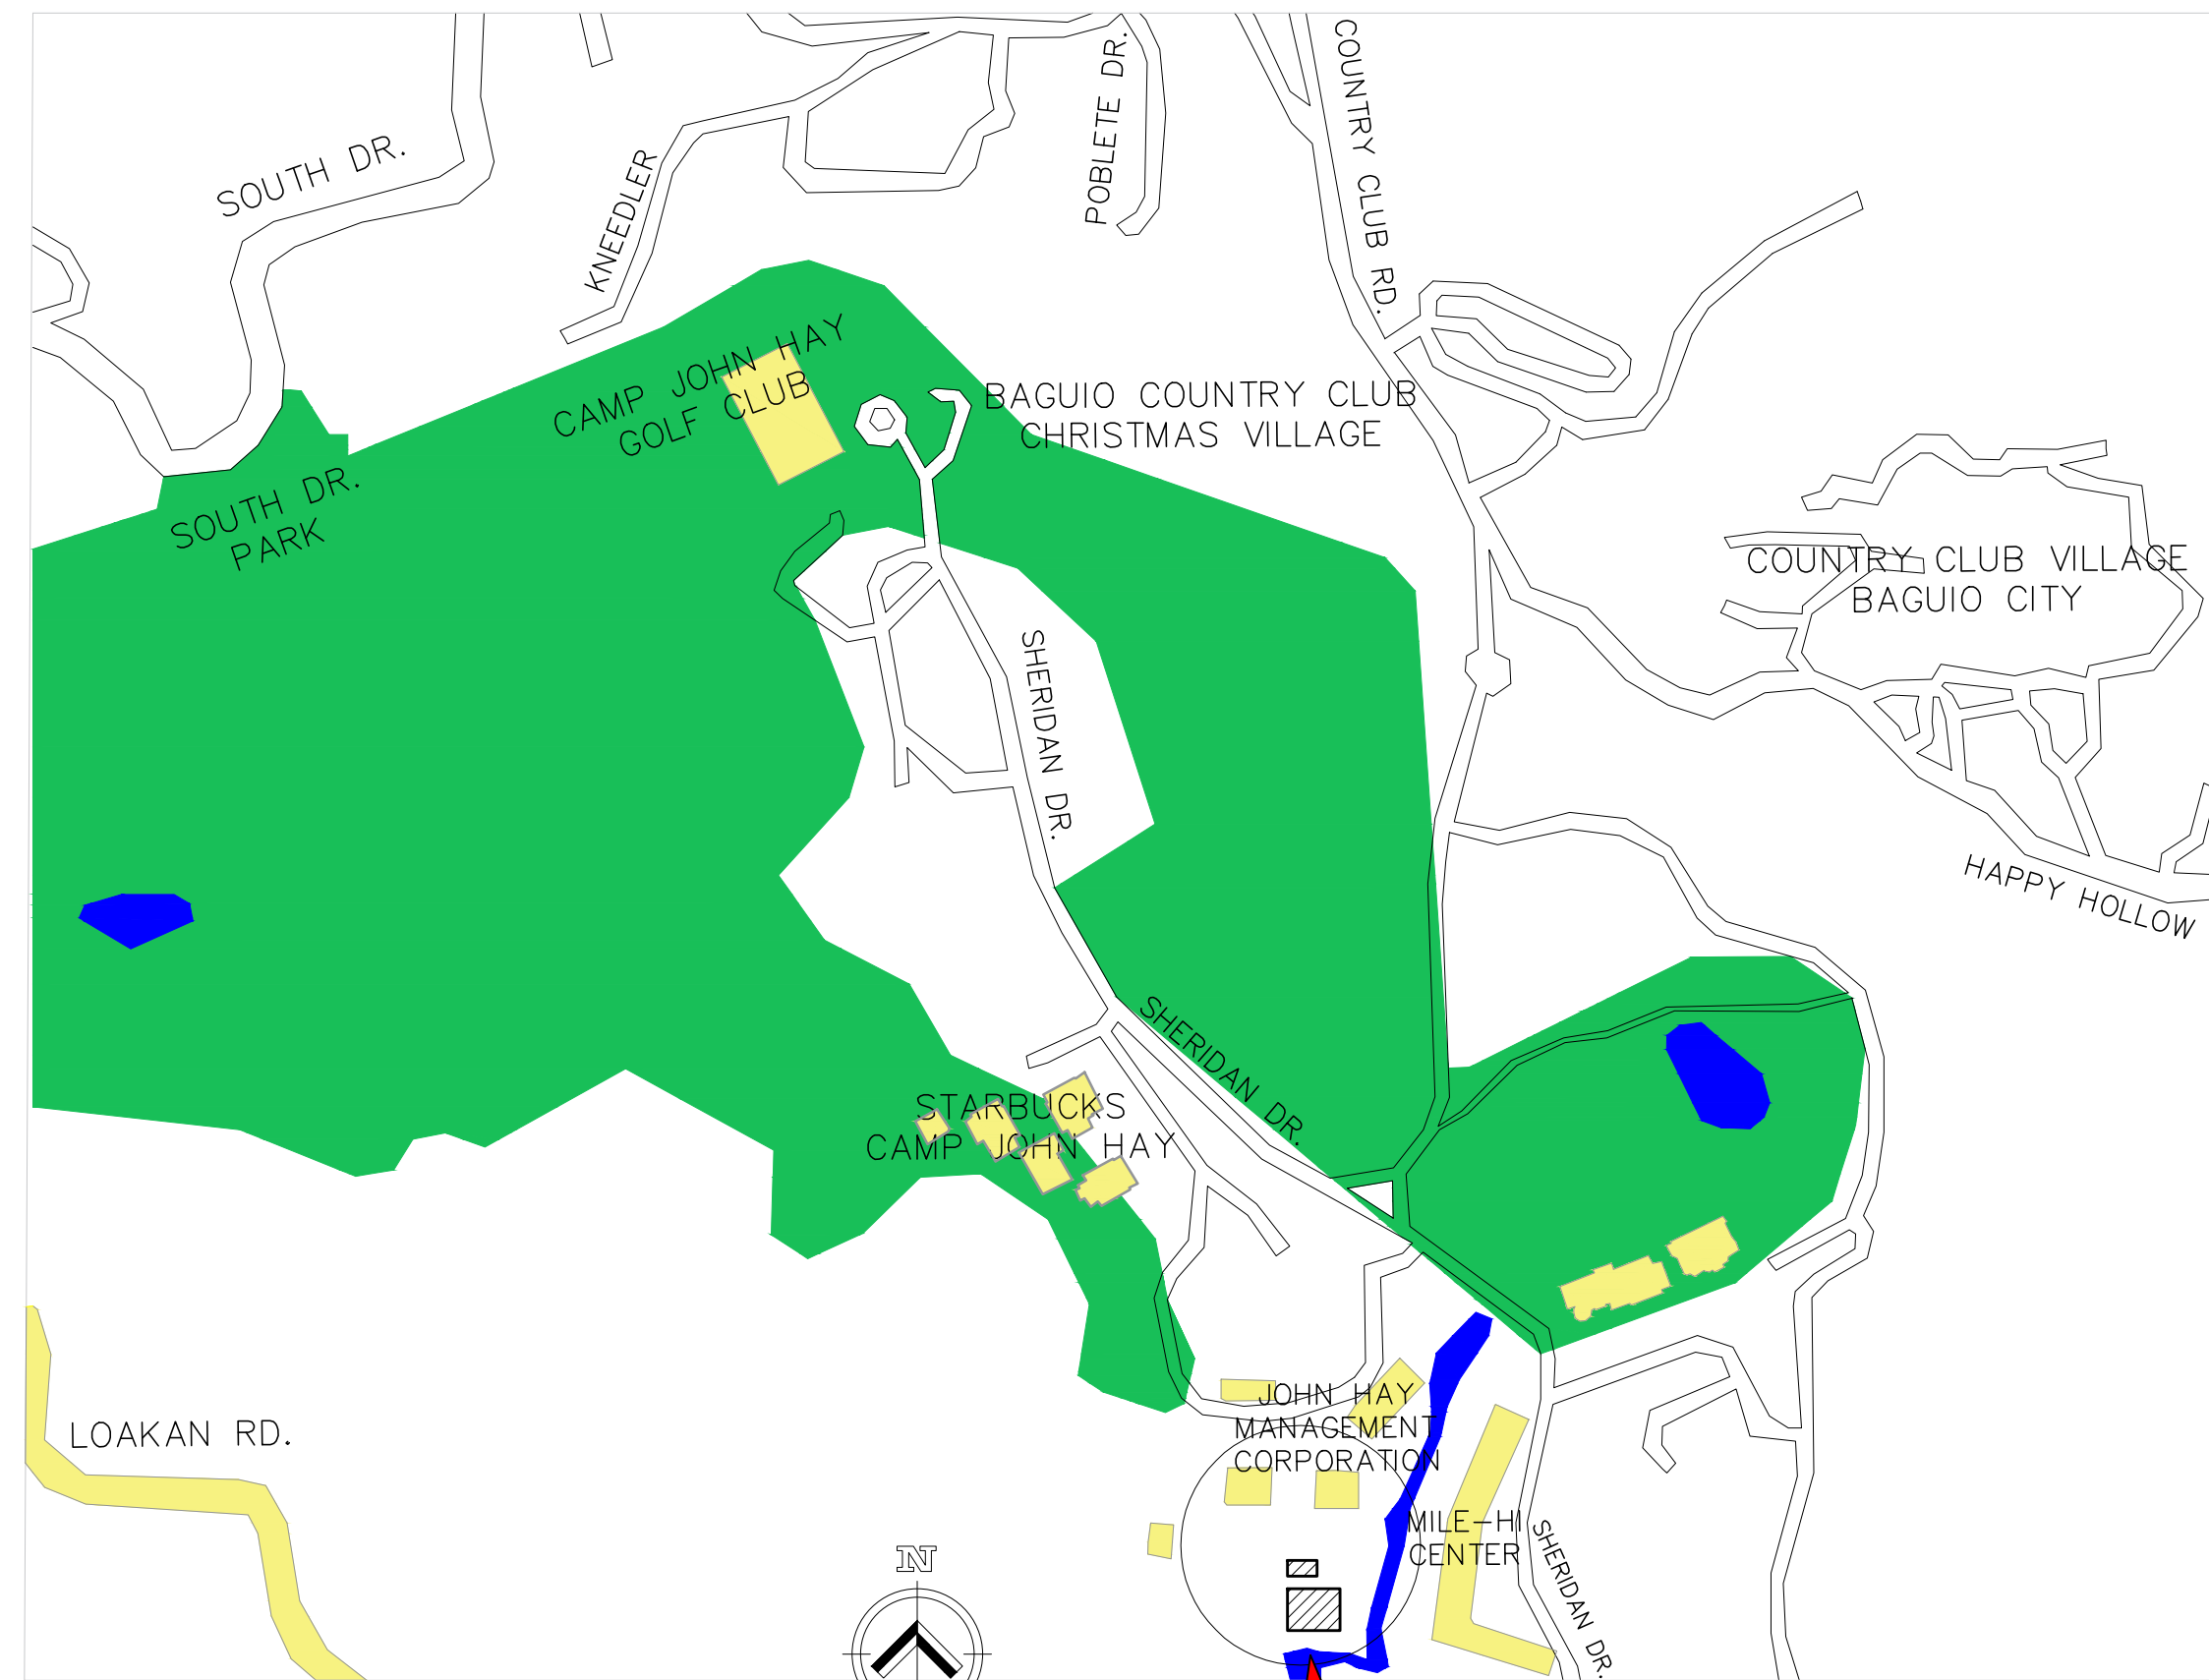 COUNTRY CLUB RD.
POBLETE DR.
SOUTH DR.
KNEEDLER
CAMP JOHN HAY
GOLF CLUB
BAGUIO COUNTRY CLUB
CHRISTMAS VILLAGE
SOUTH DR.
PARK
COUNTRY CLUB VILLAGE
BAGUIO CITY
SHERIDAN DR.
HAPPY HOLLOW
SHERIDAN DR.
STARBUCKS
CAMP JOHN HAY
JOHN HAY
MANAGEMENT
CORPORATION
LOAKAN RD.
MILE-HI
CENTER
SHERIDAN DR.
N